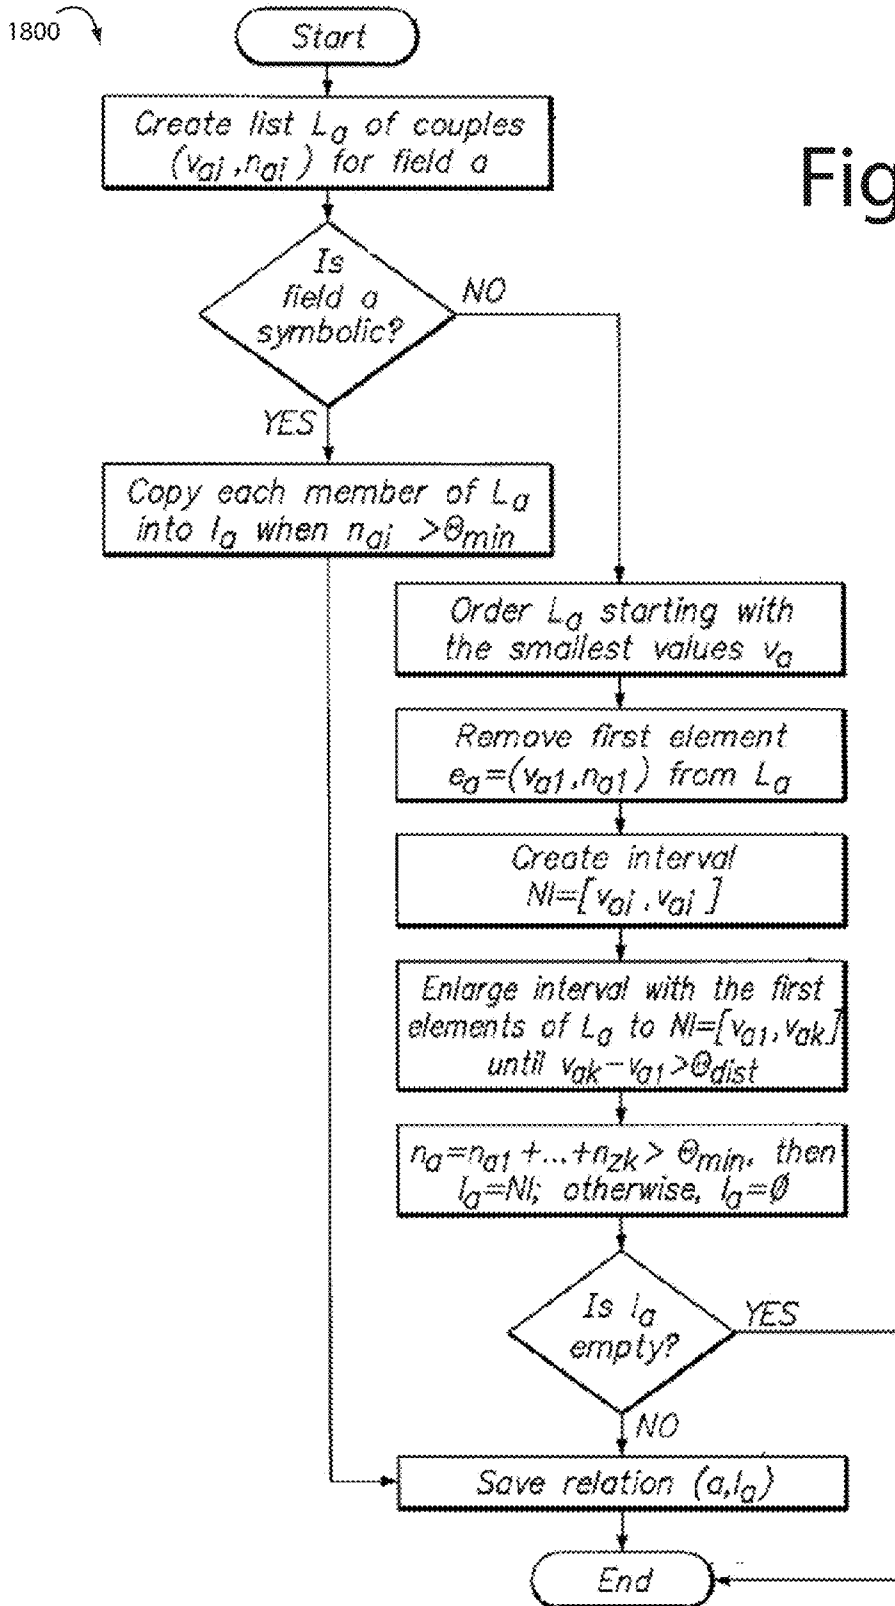 1800
Start
Create list Lₐ of couples
(vₐᵢ,nₐᵢ) for field a
Fig
Is
field a
symbolic?
NO
YES
Copy each member of Lₐ
into Iₐ when nₐᵢ >Θmin
Order Lₐ starting with
the smallest values vₐ
Remove first element
eₐ=(vₐ₁,nₐ₁) from Lₐ
Create interval
NI=[vₐᵢ,vₐᵢ]
Enlarge interval with the first
elements of Lₐ to NI=[vₐ₁,vₐₖ]
until vₐₖ-vₐ₁>Θdist
nₐ=nₐ₁+...+n_zk> Θmin, then
Iₐ=NI; otherwise, Iₐ=∅
Is Iₐ
empty?
YES
NO
Save relation (a,Iₐ)
End